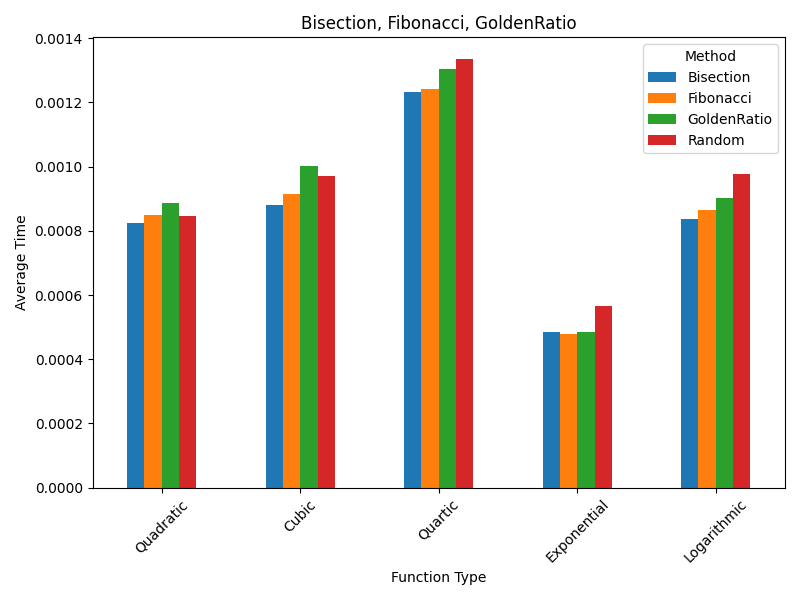 Bisection, Fibonacci, GoldenRatio
0.0014
0.0012
0.0010
0.0008
0.0006
0.0004
0.0002
0.0000
Average Time
Method
Bisection
Fibonacci
GoldenRatio
Random
Quadratic
Cubic
Quartic
Exponential
Logarithmic
Function Type